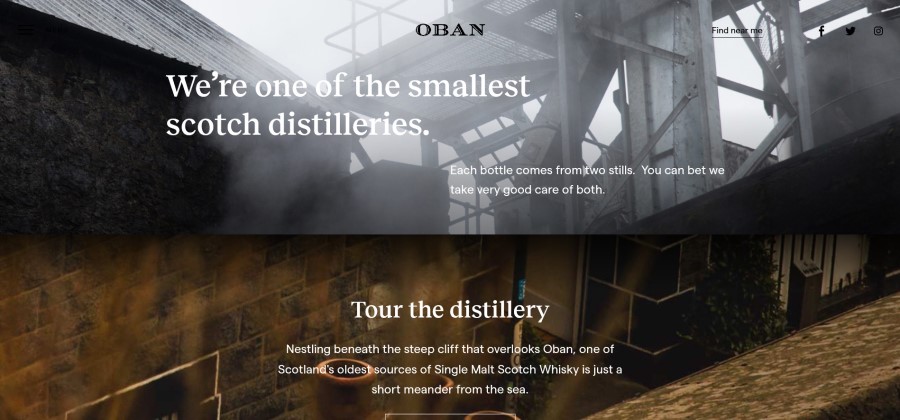 OBAN
Find near me
We're one of the smallest
scotch distilleries.
Each bottle comes from two stills. You can bet we
take very good care of both.
Tour the distillery
Nestling beneath the steep cliff that overlooks Oban, one of
Scotland's oldest sources of Single Malt Scotch Whisky is just a
short meander from the sea.